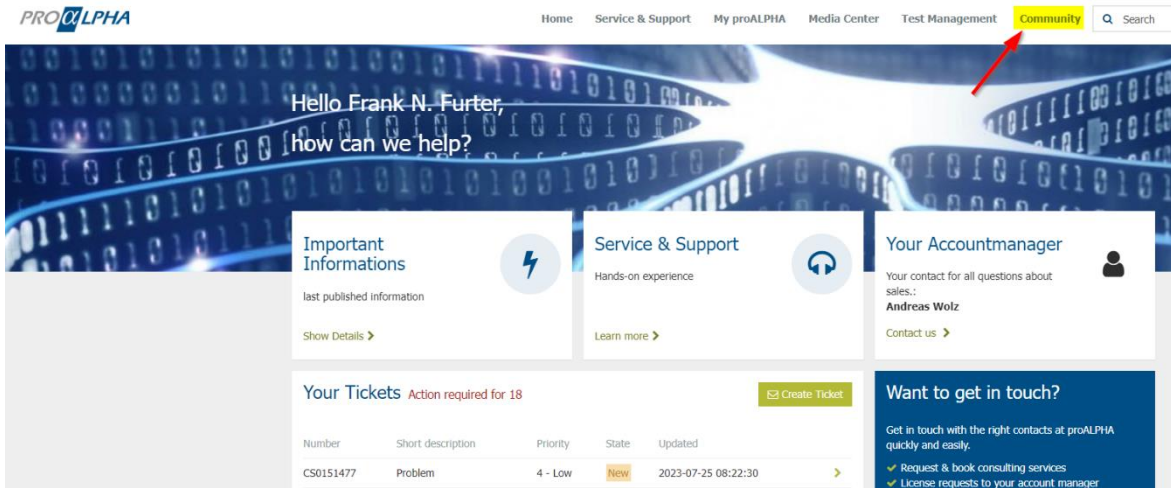 PROαLPHA
Home Service & Support My proALPHA Media Center Test Management Community Search
Hello Frank N. Furter,
how can we help?
Important
Informations
last published information
Show Details
Service & Support
Hands-on experience
Learn more
Your Accountmanager
Your contact for all questions about
sales.:
Andreas Wolz
Contact us
Your Tickets Action required for 18
Create Ticket
Number Short description Priority State Updated
CS0151477 Problem 4 - Low New 2023-07-25 08:22:30
Want to get in touch?
Get in touch with the right contacts at proALPHA
quickly and easily.
Request & book consulting services
License requests to your account manager